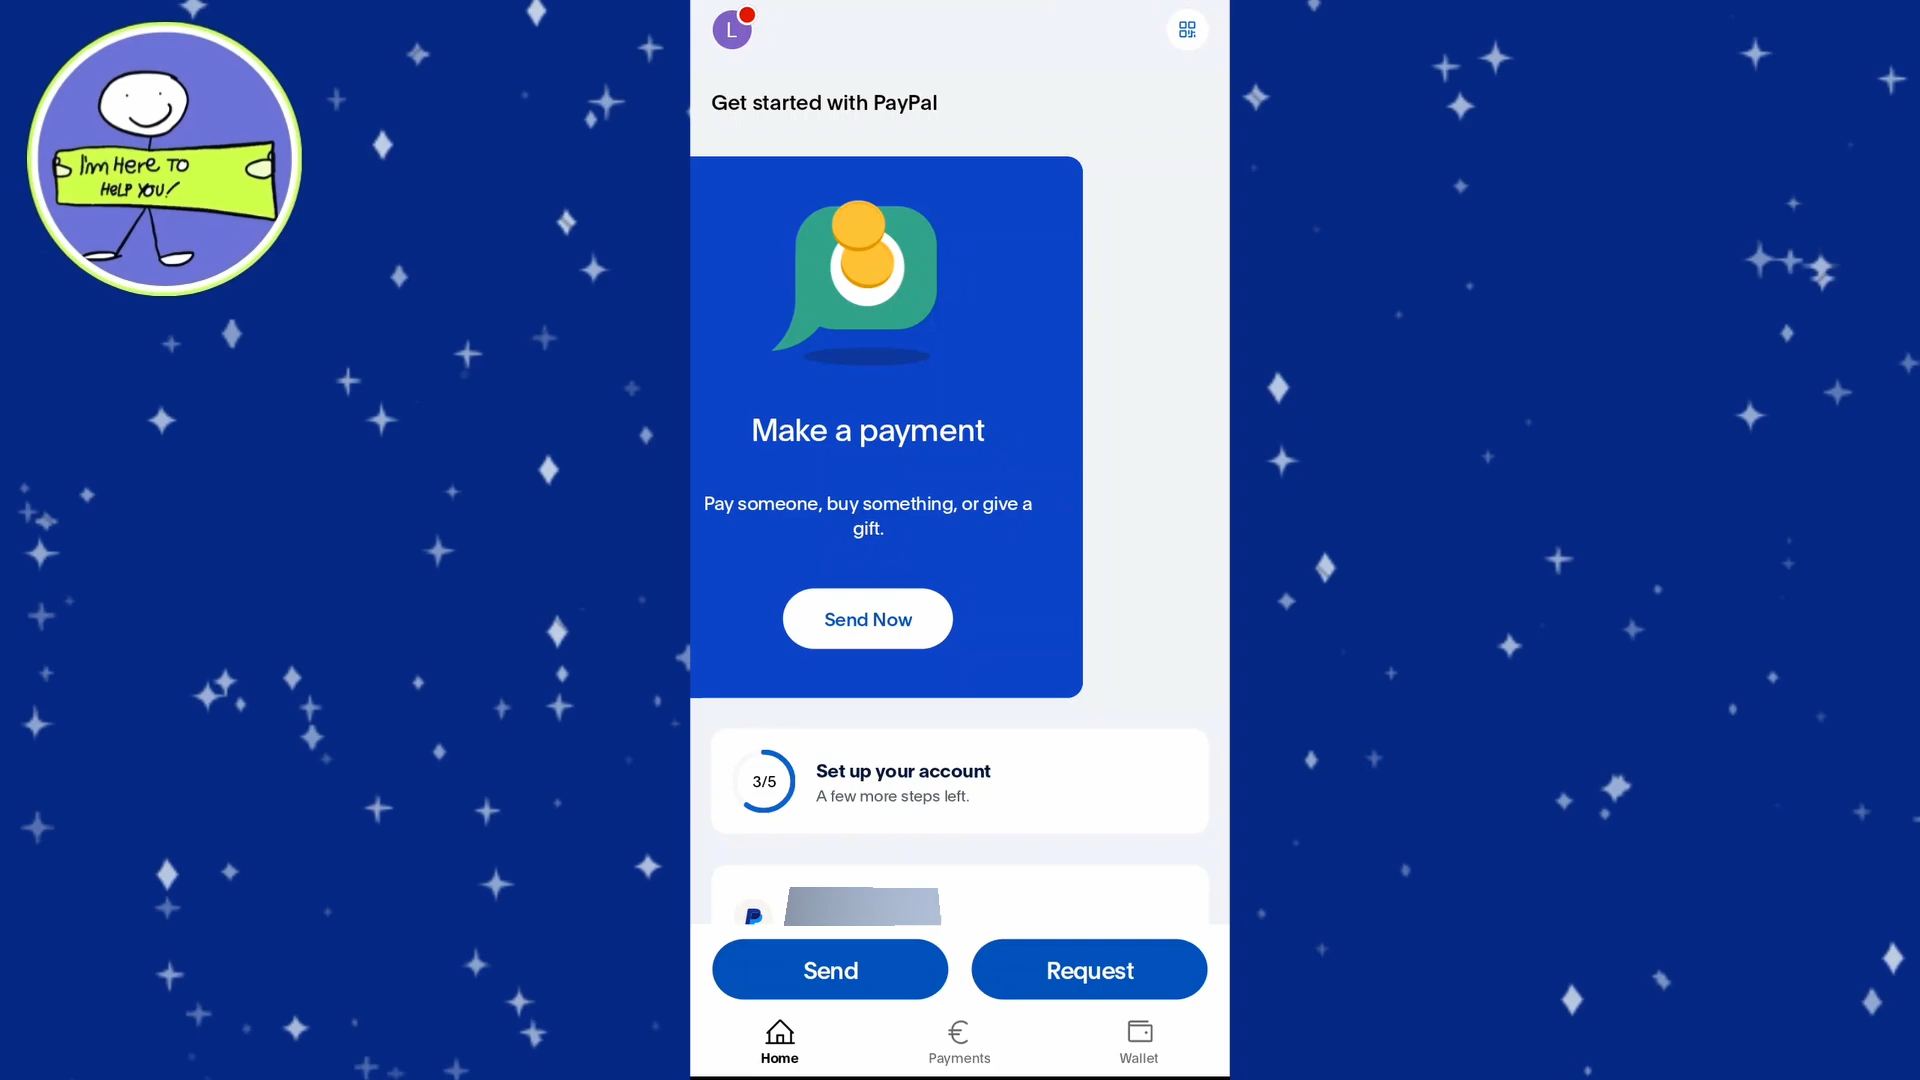 I'm Here To
HeLP YOU!
L
Get started with PayPal
Make a payment
Pay someone, buy something, or give a
gift.
Send Now
3/5
Set up your account
A few more steps left.
Send
Request
Home
Payments
Wallet